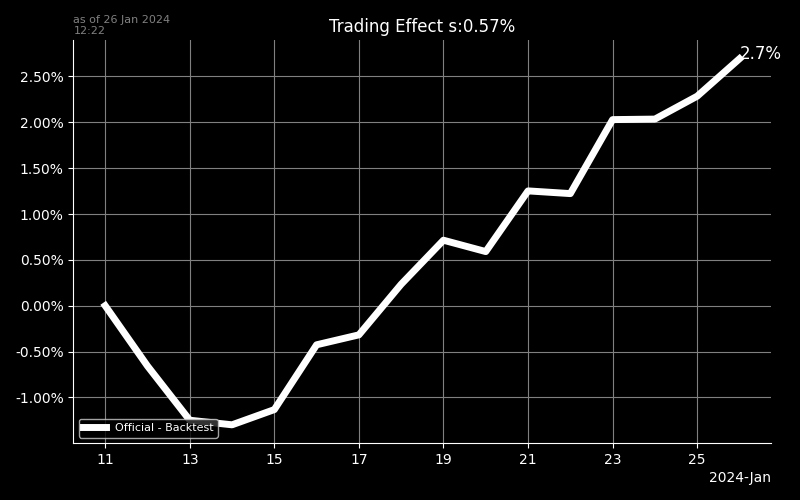 as of 26 Jan 2024
12:22
Trading Effect s:0.57%
2.7%
2.50%
2.00%
1.50%
1.00%
0.50%
0.00%
-0.50%
-1.00%
Official - Backtest
11 13 15 17 19 21 23 25
2024-Jan